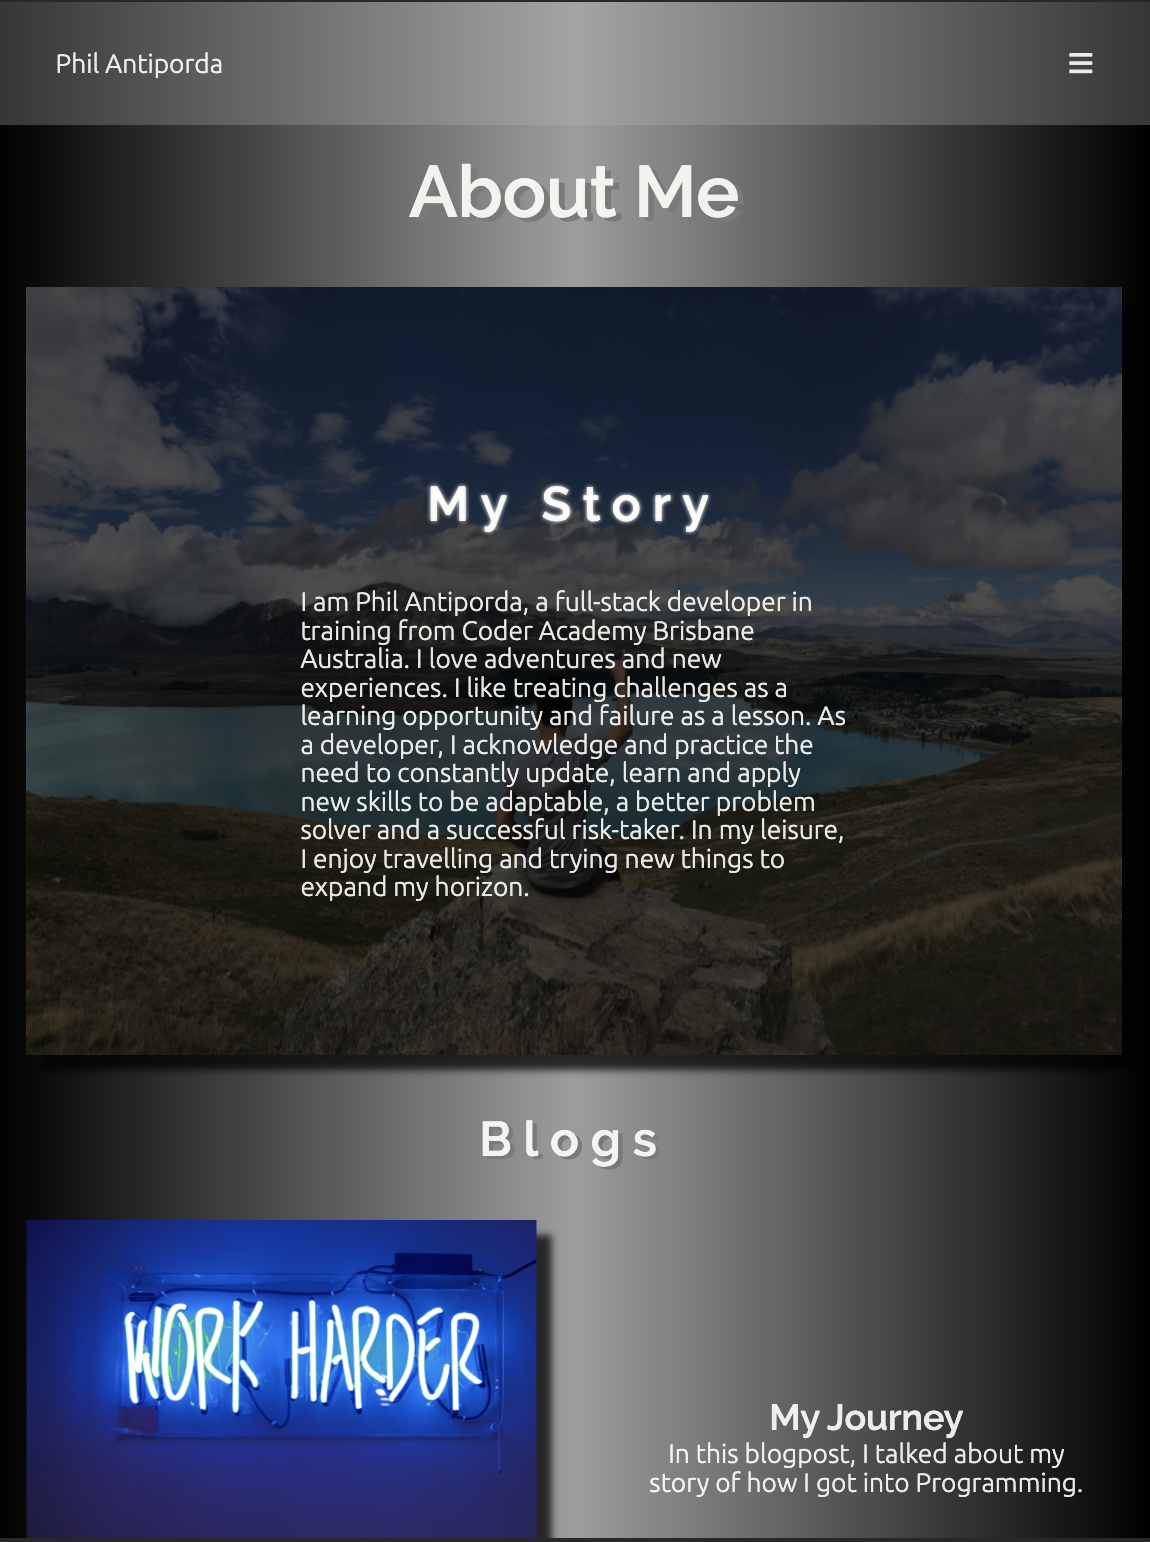 Phil Antiporda
About Me
My Story
I am Phil Antiporda, a full-stack developer in
training from Coder Academy Brisbane
Australia. I love adventures and new
experiences. I like treating challenges as a
learning opportunity and failure as a lesson. As
a developer, I acknowledge and practice the
need to constantly update, learn and apply
new skills to be adaptable, a better problem
solver and a successful risk-taker. In my leisure,
I enjoy travelling and trying new things to
expand my horizon.
Blogs
WORK HARDER
My Journey
In this blogpost, I talked about my
story of how I got into Programming.